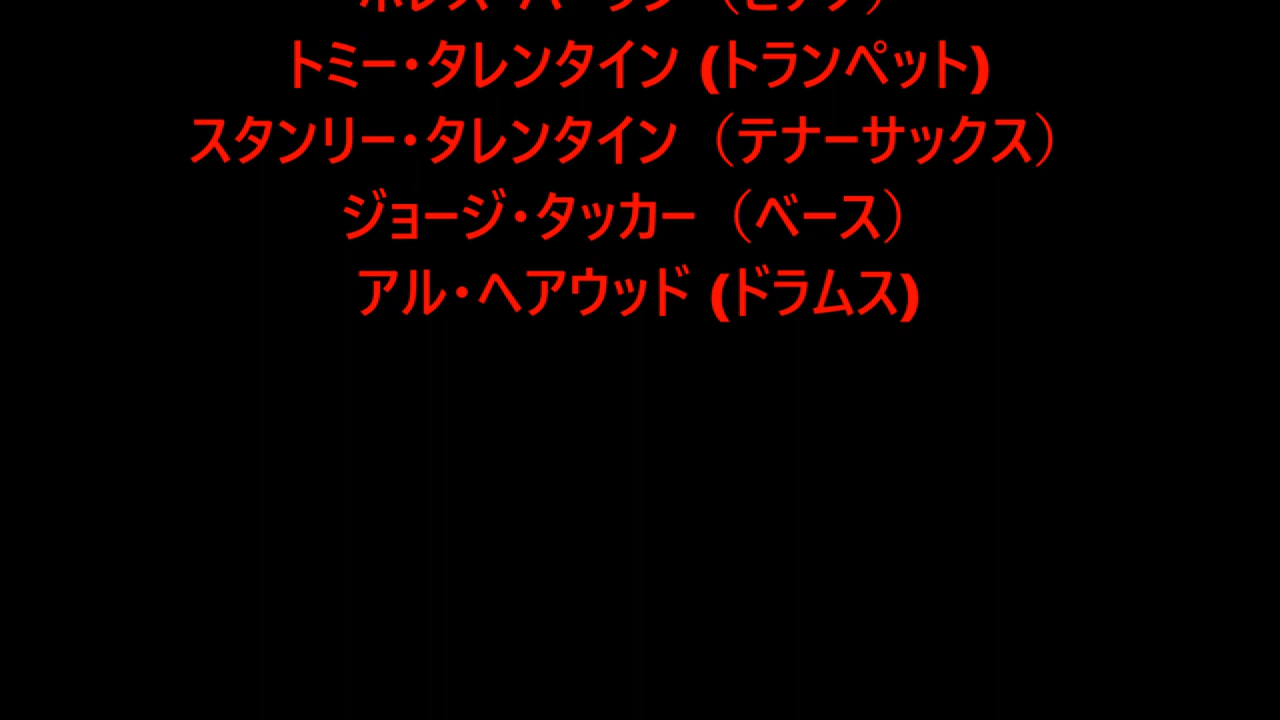 トミー・タレンタイン (トランペット)
スタンリー・タレンタイン（テナーサックス）
ジョージ・タッカー（ベース）
アル・ヘアウッド (ドラムス)